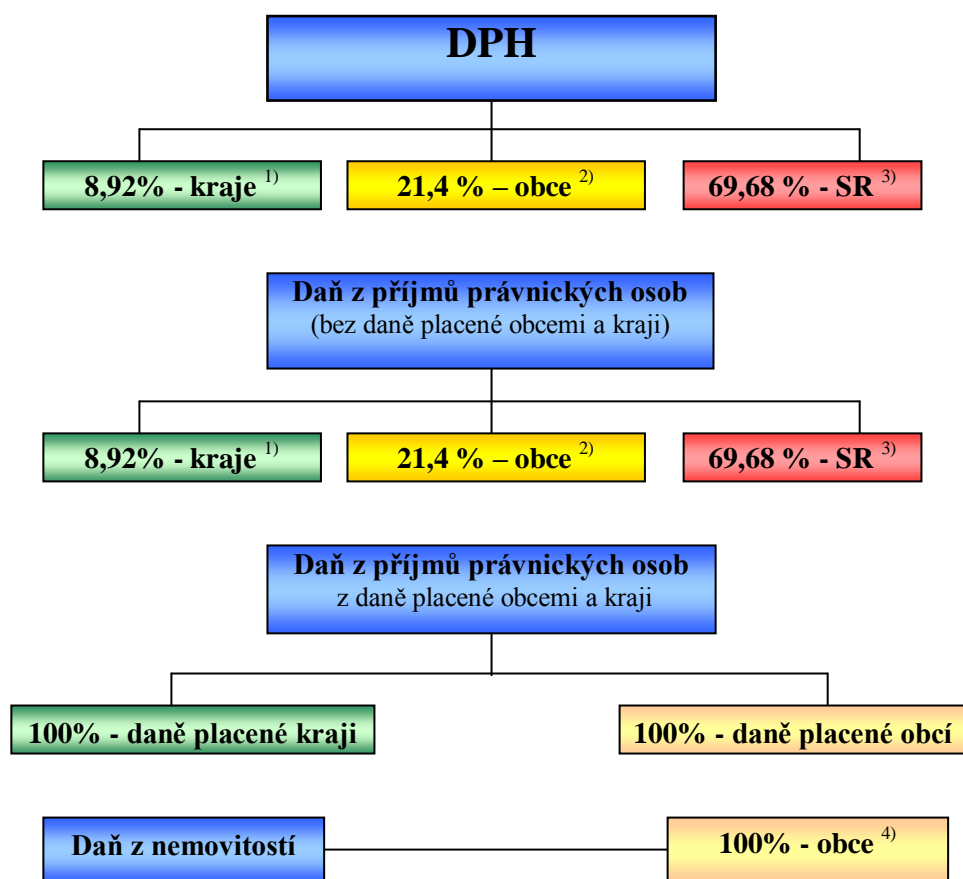 DPH
8,92% - kraje 1)
21,4 % – obce 2)
69,68 % - SR 3)
Daň z příjmů právnických osob
(bez daně placené obcemi a kraji)
8,92% - kraje 1)
21,4 % – obce 2)
69,68 % - SR 3)
Daň z příjmů právnických osob
z daně placené obcemi a kraji
100% - daně placené kraji
100% - daně placené obcí
Daň z nemovitostí
100% - obce 4)